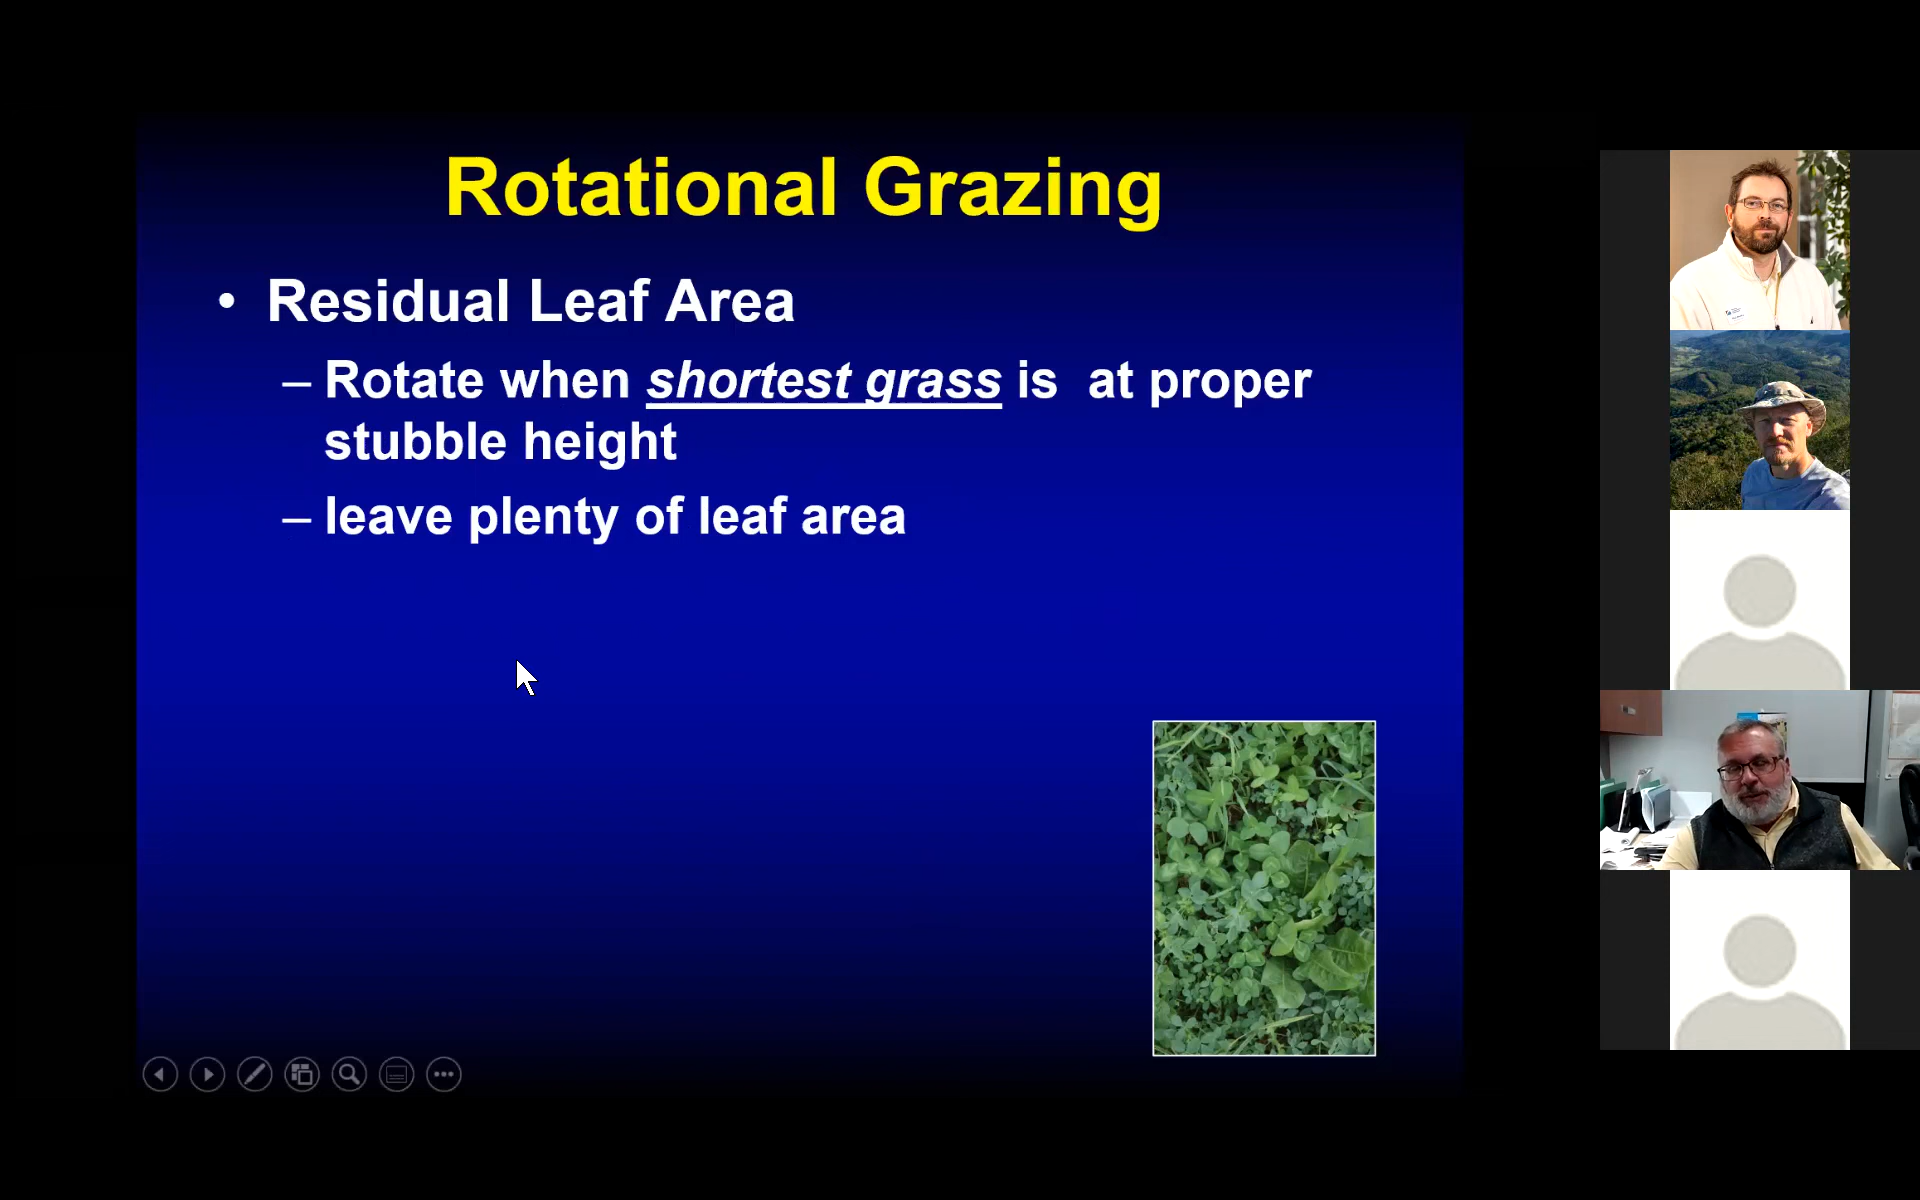 Rotational Grazing
• Residual Leaf Area
– Rotate when shortest grass is at proper
stubble height
– leave plenty of leaf area